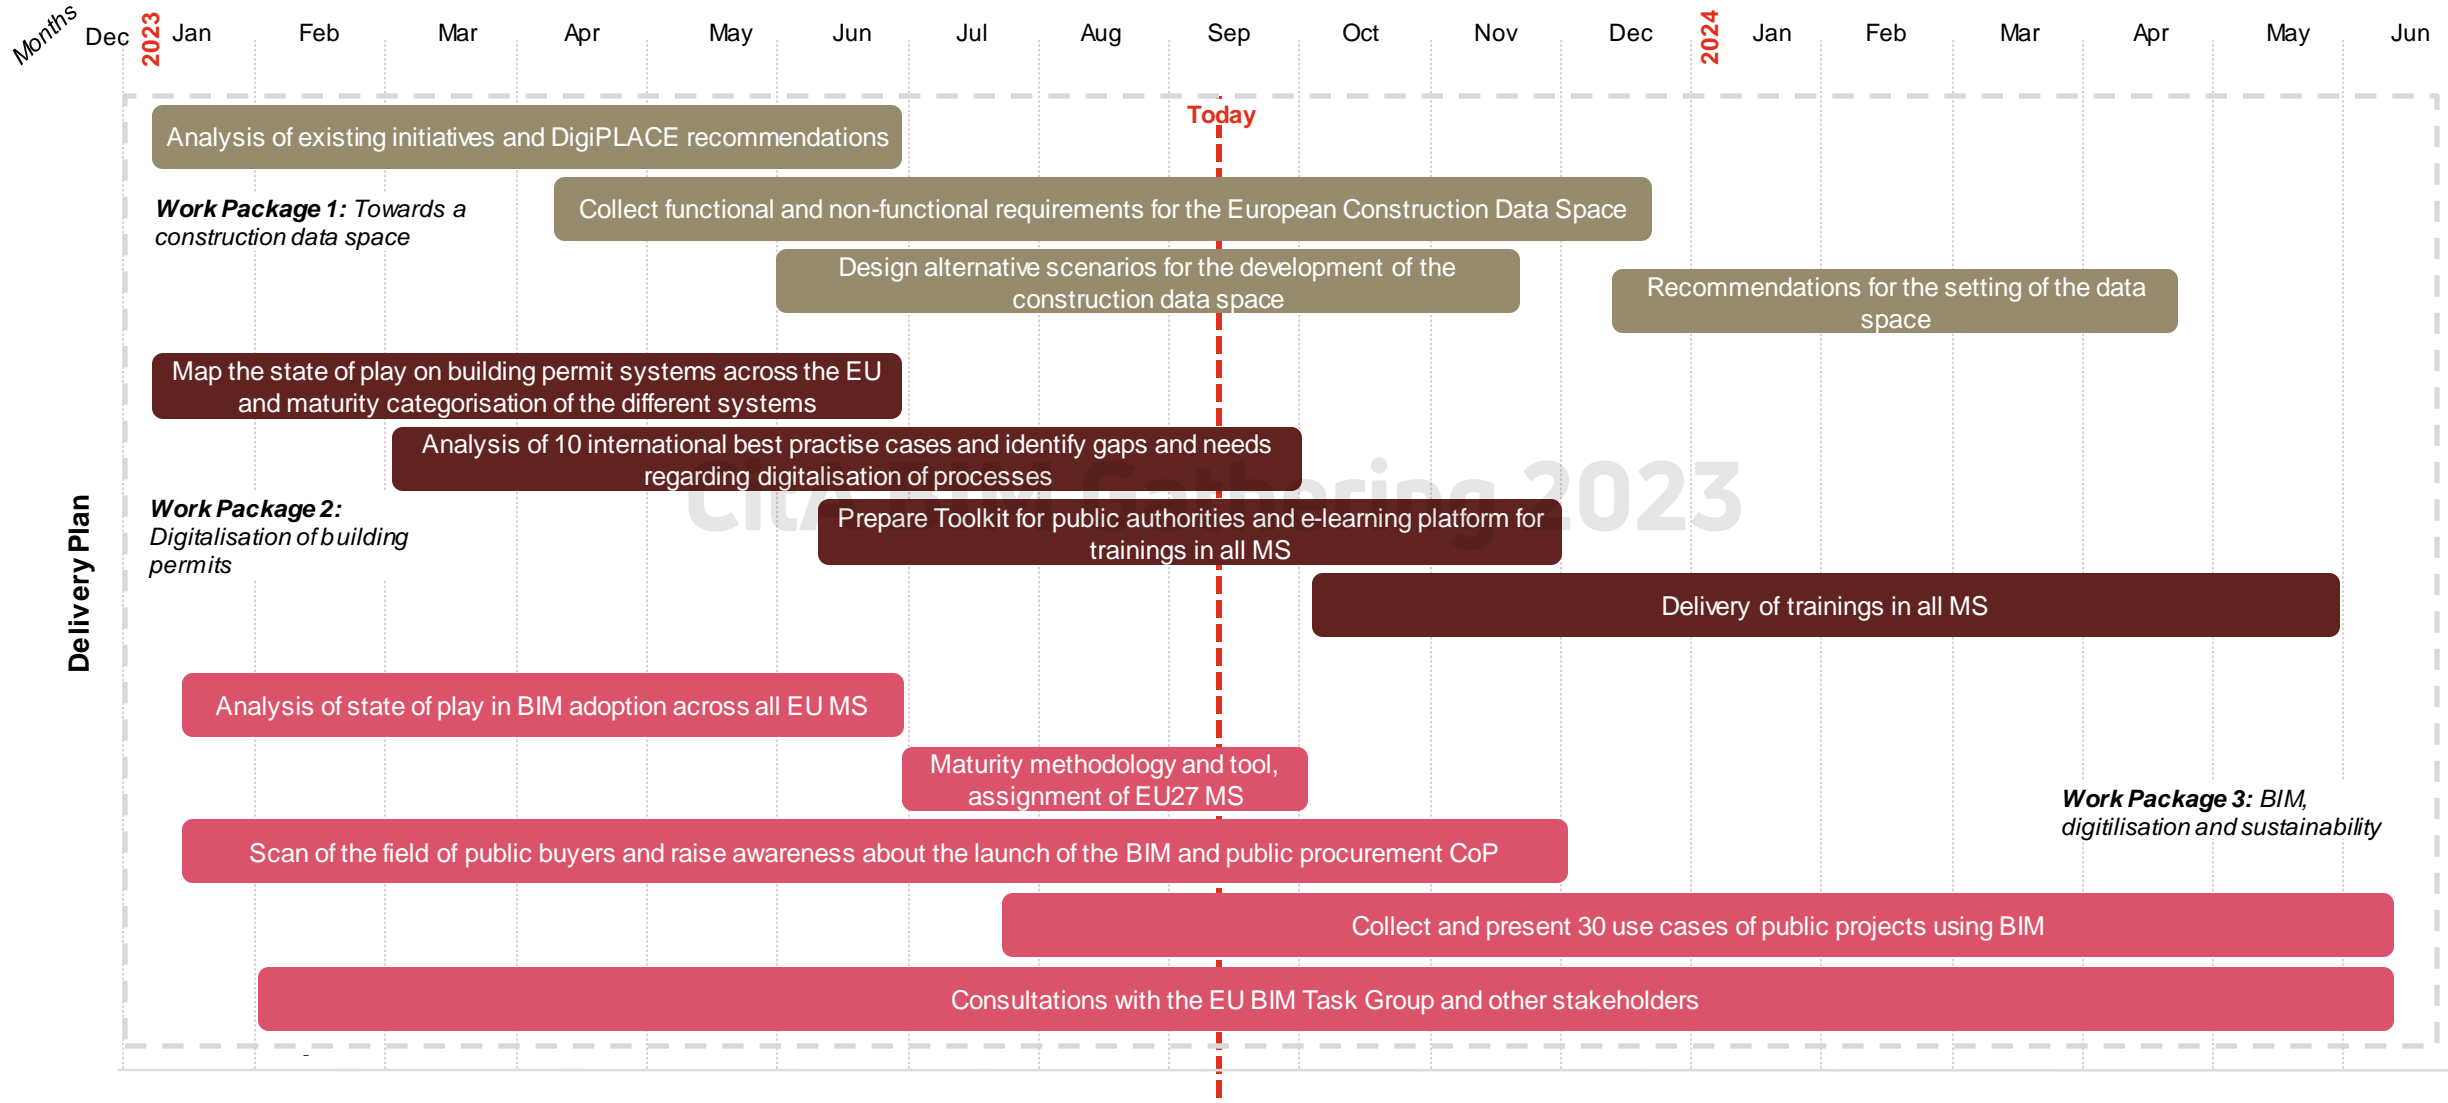 Months
Dec 2023 Jan Feb Mar Apr May Jun Jul Aug Sep Oct Nov Dec 2024 Jan Feb Mar Apr May Jun
Today
Analysis of existing initiatives and DigiPLACE recommendations
Work Package 1: Towards a
construction data space
Collect functional and non-functional requirements for the European Construction Data Space
Design alternative scenarios for the development of the
construction data space
Recommendations for the setting of the data
space
Delivery Plan
Map the state of play on building permit systems across the EU
and maturity categorisation of the different systems
Analysis of 10 international best practise cases and identify gaps and needs
regarding digitalisation of processes
CitA BIM Gathering 2023
Work Package 2:
Digitalisation of building
permits
Prepare Toolkit for public authorities and e-learning platform for
trainings in all MS
Delivery of trainings in all MS
Analysis of state of play in BIM adoption across all EU MS
Maturity methodology and tool,
assignment of EU27 MS
Work Package 3: BIM,
digitilisation and sustainability
Scan of the field of public buyers and raise awareness about the launch of the BIM and public procurement CoP
Collect and present 30 use cases of public projects using BIM
Consultations with the EU BIM Task Group and other stakeholders